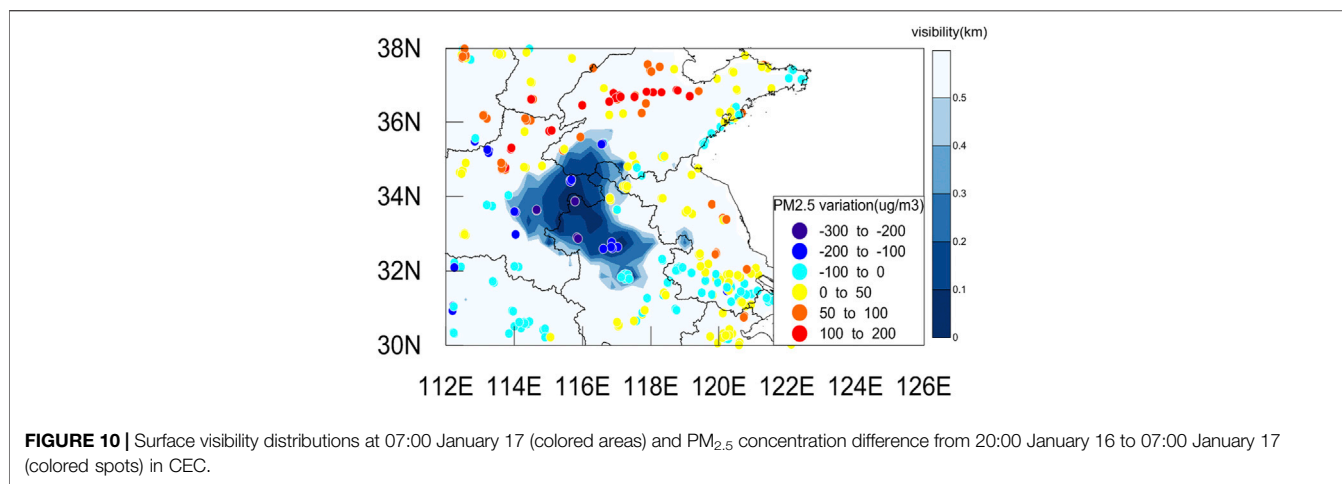 visibility(km)
38N
36N
34N
32N
30N
0.5
0.4
0.3
0.2
0.1
0
PM2.5 variation(ug/m3)
-300 to -200
-200 to -100
-100 to 0
0 to 50
50 to 100
100 to 200
112E 114E 116E 118E 120E 122E 124E 126E
FIGURE 10 | Surface visibility distributions at 07:00 January 17 (colored areas) and PM2.5 concentration difference from 20:00 January 16 to 07:00 January 17
(colored spots) in CEC.